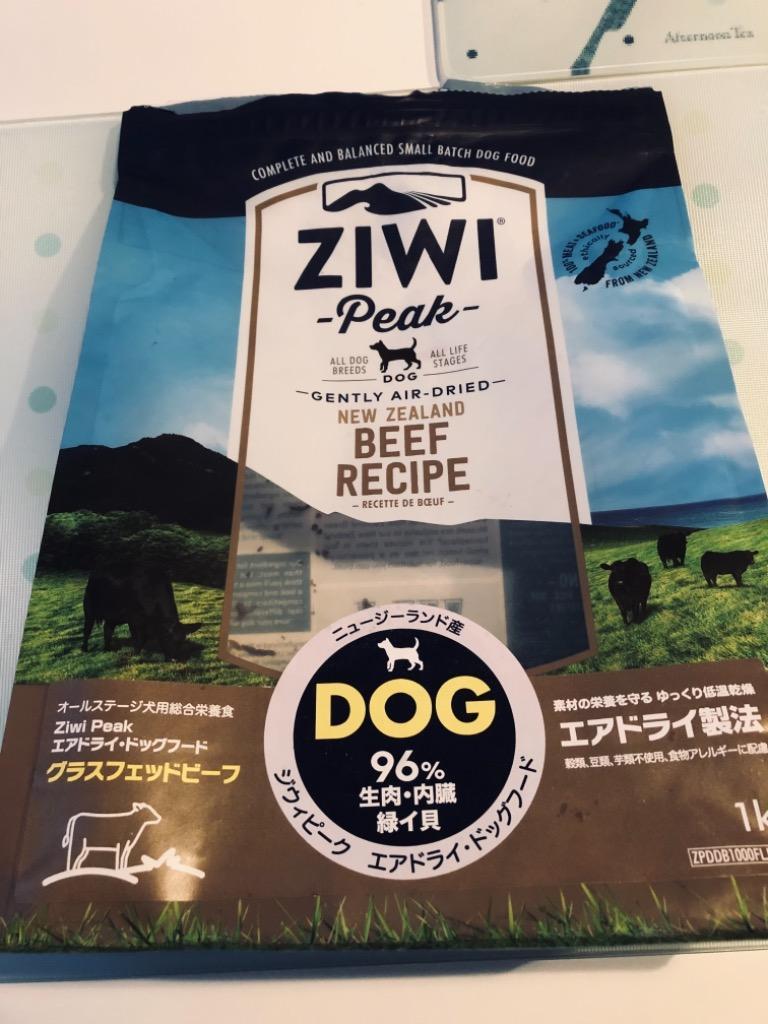 Afternoon Tea
COMPLETE AND BALANCED SMALL BATCH DOG FOOD
ZIWI®
-Peak-
100% MEAT & SEAFOOD
ethically sourced
FROM NEW ZEALAND
ALL DOG BREEDS
ALL LIFE STAGES
DOG
GENTLY AIR-DRIED
NEW ZEALAND
BEEF
RECIPE
- RECETTE DE BŒUF -
ニュージーランド産
DOG
96%
生肉・内臓
緑イ貝
ジウィピーク エアドライ・ドッグフード
オールステージ犬用総合栄養食
Ziwi Peak
エアドライ・ドッグフード
グラスフェッドビーフ
素材の栄養を守る ゆっくり低温乾燥
エアドライ製法
穀類、豆類、芋類不使用、食物アレルギーに配慮
1k
ZPDDB1000FL